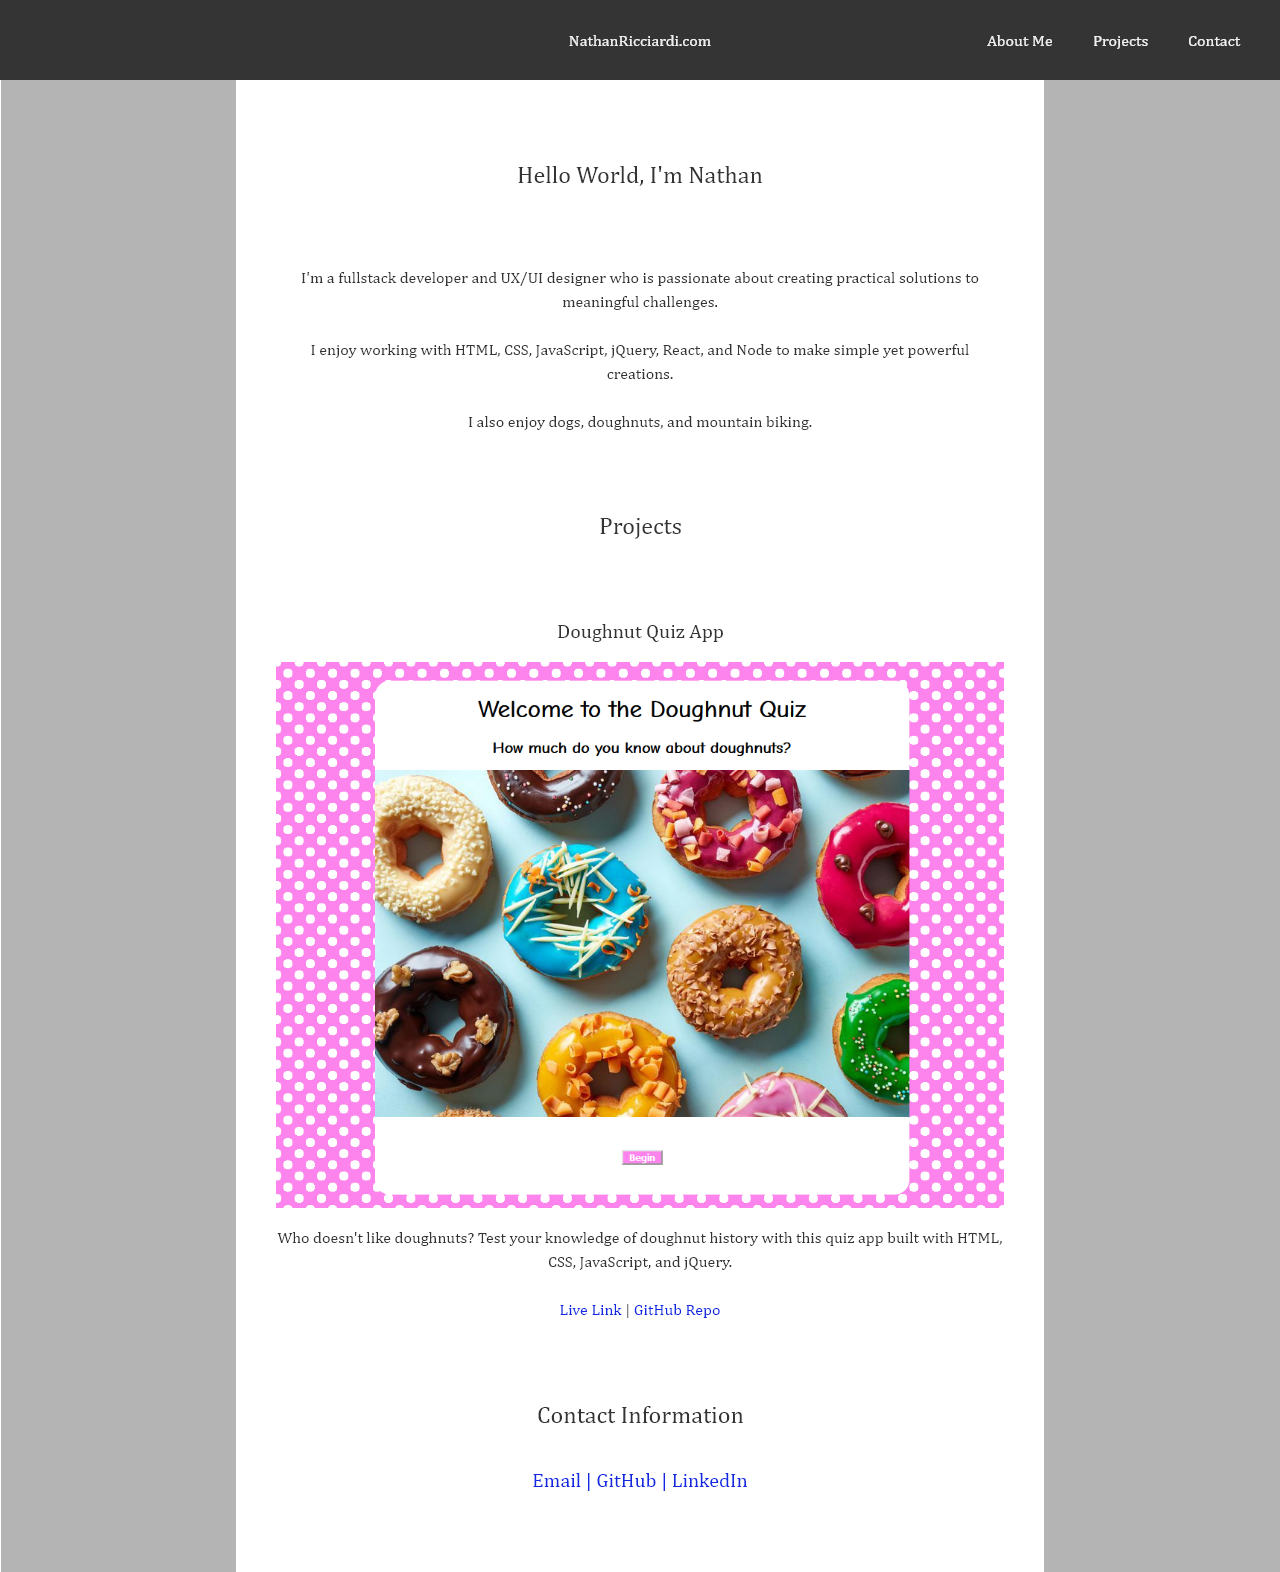 NathanRicciardi.com About Me Projects Contact
Hello World, I'm Nathan
I'm a fullstack developer and UX/UI designer who is passionate about creating practical solutions to
meaningful challenges.
I enjoy working with HTML, CSS, JavaScript, jQuery, React, and Node to make simple yet powerful
creations.
I also enjoy dogs, doughnuts, and mountain biking.
Projects
Doughnut Quiz App
Welcome to the Doughnut Quiz
How much do you know about doughnuts?
Begin
Who doesn't like doughnuts? Test your knowledge of doughnut history with this quiz app built with HTML,
CSS, JavaScript, and jQuery.
Live Link | GitHub Repo
Contact Information
Email | GitHub | LinkedIn